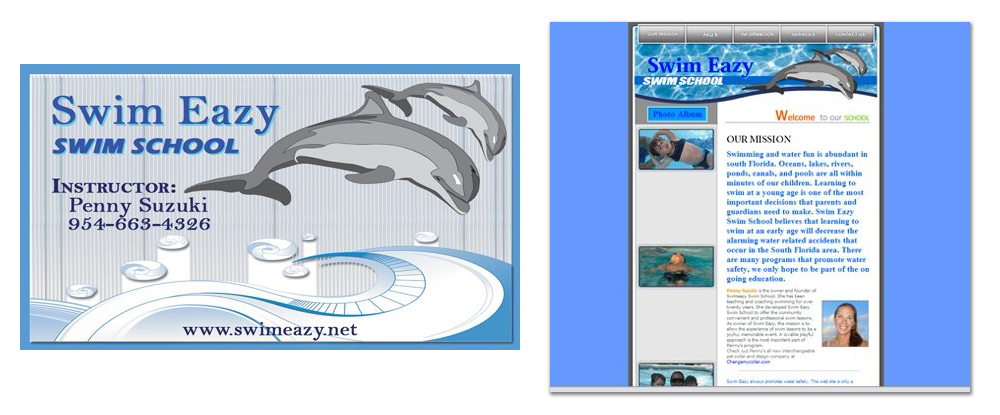 Swim Eazy
SWIM SCHOOL
INSTRUCTOR:
Penny Suzuki
954-663-4326
www.swimeazy.net
OUR MISSION
FAQ'S
INFORMATION
SERVICES
CONTACT US
Swim Eazy
SWIM SCHOOL
Photo Album
Welcome to our SCHOOL
OUR MISSION
Swimming and water fun is abundant in
south Florida. Oceans, lakes, rivers,
ponds, canals, and pools are all within
minutes of our children. Learning to
swim at a young age is one of the most
important decisions that parents and
guardians need to make. Swim Eazy
Swim School believes that learning to
swim at an early age will decrease the
alarming water related accidents that
occur in the South Florida area. There
are many programs that promote water
safety, we only hope to be part of the on
going education.
Penny Suzuki is the owner and founder of
Swimeazy Swim School. She has been
teaching and coaching swimming for over
twenty years. She developed Swim Eazy
Swim School to offer the community
convenient and professional swim lessons.
As owner of Swim Eazy, the mission is to
allow the experience of swim lessons to be a
joyful, memorable event. A lovable playful
approach is the most important part of
Penny's program.
Check out Penny's all new interchangeable
pet collar and design company at
Changemycollar.com
Swim Eazy always promotes water safety. This web site is only a